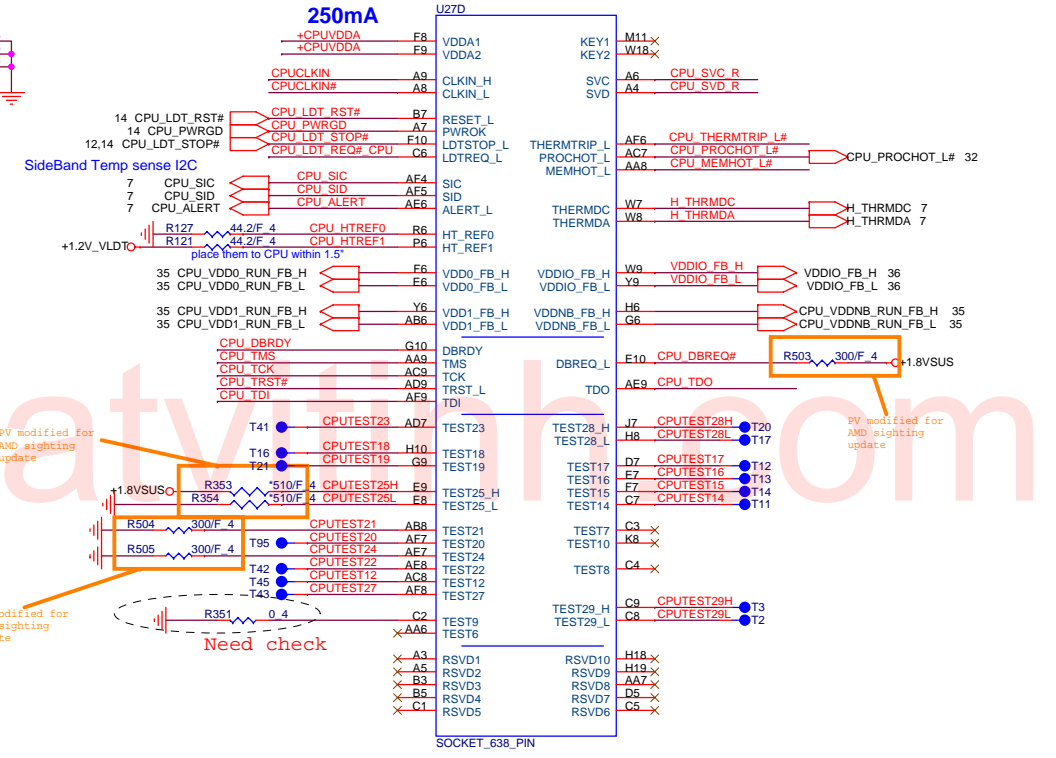 250mA
U27D
+CPUVDDA F8 VDDA1 KEY1 M11
+CPUVDDA F9 VDDA2 KEY2 W18
CPUCLKIN A9 CLKIN_H SVC A6 CPU_SVC_R
CPUCLKIN# A8 CLKIN_L SVD A4 CPU_SVD_R
14 CPU_LDT_RST# CPU_LDT_RST# B7 RESET_L
14 CPU_PWRGD CPU_PWRGD A7 PWROK
12,14 CPU_LDT_STOP# CPU_LDT_STOP# F10 LDTSTOP_L THERMTRIP_L AF6 CPU_THERMTRIP_L#
CPU_LDT_REQ#_CPU C6 LDTREQ_L PROCHOT_L AC7 CPU_PROCHOT_L# CPU_PROCHOT_L# 32
MEMHOT_L AA8 CPU_MEMHOT_L#
SideBand Temp sense I2C
7 CPU_SIC CPU_SIC AF4 SIC
7 CPU_SID CPU_SID AF5 SID
7 CPU_ALERT CPU_ALERT AE6 ALERT_L THERMDC W7 H_THRMDC H_THRMDC 7
THERMDA W8 H_THRMDA H_THRMDA 7
R127 44.2/F_4 CPU_HTREF0 R6 HT_REF0
+1.2V_VLDT R121 44.2/F_4 CPU_HTREF1 P6 HT_REF1
place them to CPU within 1.5"
35 CPU_VDD0_RUN_FB_H F6 VDD0_FB_H VDDIO_FB_H W9 VDDIO_FB_H VDDIO_FB_H 36
35 CPU_VDD0_RUN_FB_L E6 VDD0_FB_L VDDIO_FB_L Y9 VDDIO_FB_L VDDIO_FB_L 36
35 CPU_VDD1_RUN_FB_H Y6 VDD1_FB_H VDDNB_FB_H H6 CPU_VDDNB_RUN_FB_H 35
35 CPU_VDD1_RUN_FB_L AB6 VDD1_FB_L VDDNB_FB_L G6 CPU_VDDNB_RUN_FB_L 35
CPU_DBRDY G10 DBRDY
CPU_TMS AA9 TMS DBREQ_L E10 CPU_DBREQ# R503 300/F_4 +1.8VSUS
CPU_TCK AC9 TCK
CPU_TRST# AD9 TRST_L TDO AE9 CPU_TDO
CPU_TDI AF9 TDI
T41 CPUTEST23 AD7 TEST23 TEST28_H J7 CPUTEST28H T20
TEST28_L H8 CPUTEST28L T17
PV modified for
AMD sighting
update
PV modified for
AMD sighting
update
T16 CPUTEST18 H10 TEST18
T21 CPUTEST19 G9 TEST19 TEST17 D7 CPUTEST17 T12
TEST16 E7 CPUTEST16 T13
+1.8VSUS R353 *510/F_4 CPUTEST25H E9 TEST25_H TEST15 F7 CPUTEST15 T14
R354 *510/F_4 CPUTEST25L E8 TEST25_L TEST14 C7 CPUTEST14 T11
R504 300/F_4 CPUTEST21 AB8 TEST21 TEST7 C3
T95 CPUTEST20 AF7 TEST20 TEST10 K8
R505 300/F_4 CPUTEST24 AE7 TEST24
T42 CPUTEST22 AE8 TEST22 TEST8 C4
T45 CPUTEST12 AC8 TEST12
T43 CPUTEST27 AF8 TEST27
odified for
sighting
te
TEST29_H C9 CPUTEST29H T3
R351 0_4 C2 TEST9 TEST29_L C8 CPUTEST29L T2
AA6 TEST6
Need check
A3 RSVD1 RSVD10 H18
A5 RSVD2 RSVD9 H19
B3 RSVD3 RSVD8 AA7
B5 RSVD4 RSVD7 D5
C1 RSVD5 RSVD6 C5
SOCKET_638_PIN
atvitinh.com